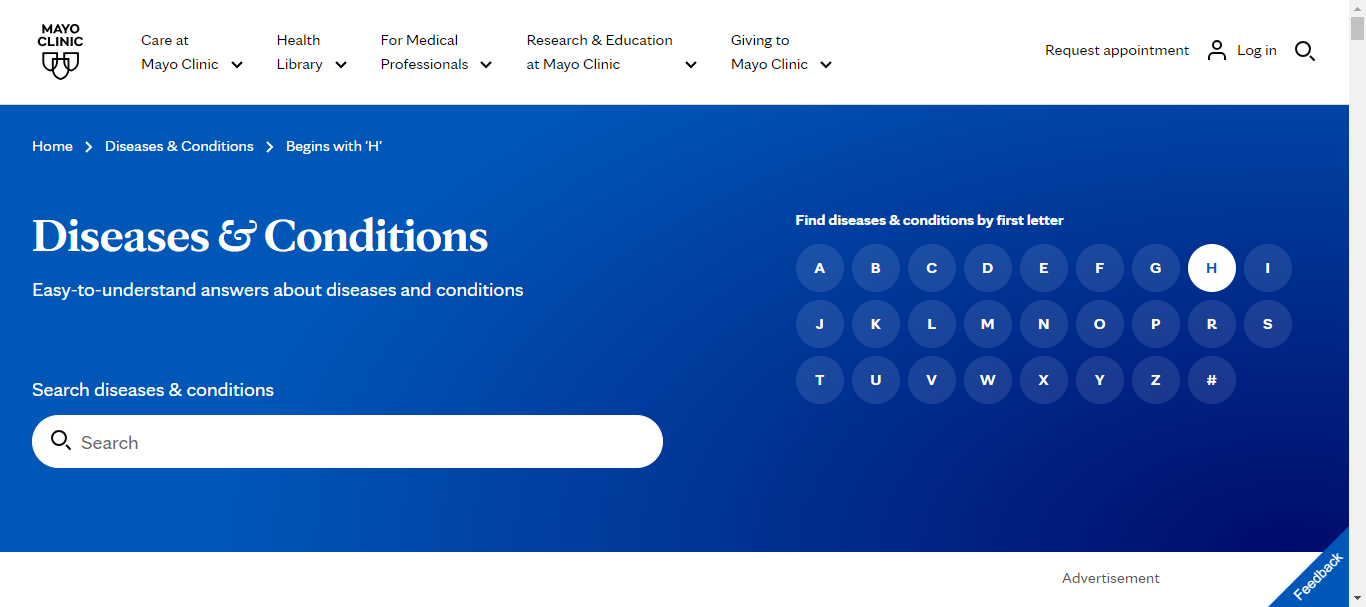 MAYO
CLINIC
Care at
Mayo Clinic
Health
Library
For Medical
Professionals
Research & Education
at Mayo Clinic
Giving to
Mayo Clinic
Request appointment
Log in
Home
Diseases & Conditions
Begins with 'H'
Diseases & Conditions
Easy-to-understand answers about diseases and conditions
Search diseases & conditions
Search
Find diseases & conditions by first letter
A B C D E F G H I
J K L M N O P R S
T U V W X Y Z #
Advertisement
Feedback